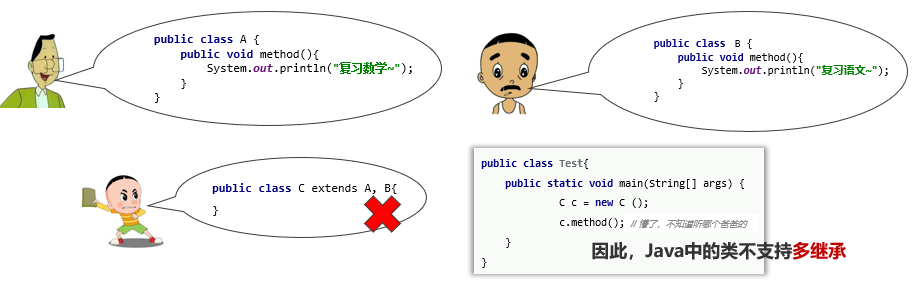 public class A {
public void method(){
System.out.println("复习数学~");
}
}
public class B {
public void method(){
System.out.println("复习语文~");
}
}
public class C extends A, B{
}
public class Test{
public static void main(String[] args) {
C c = new C ();
c.method(); // 懵了，不知道听哪个爸爸的
}
}
因此，Java中的类不支持多继承